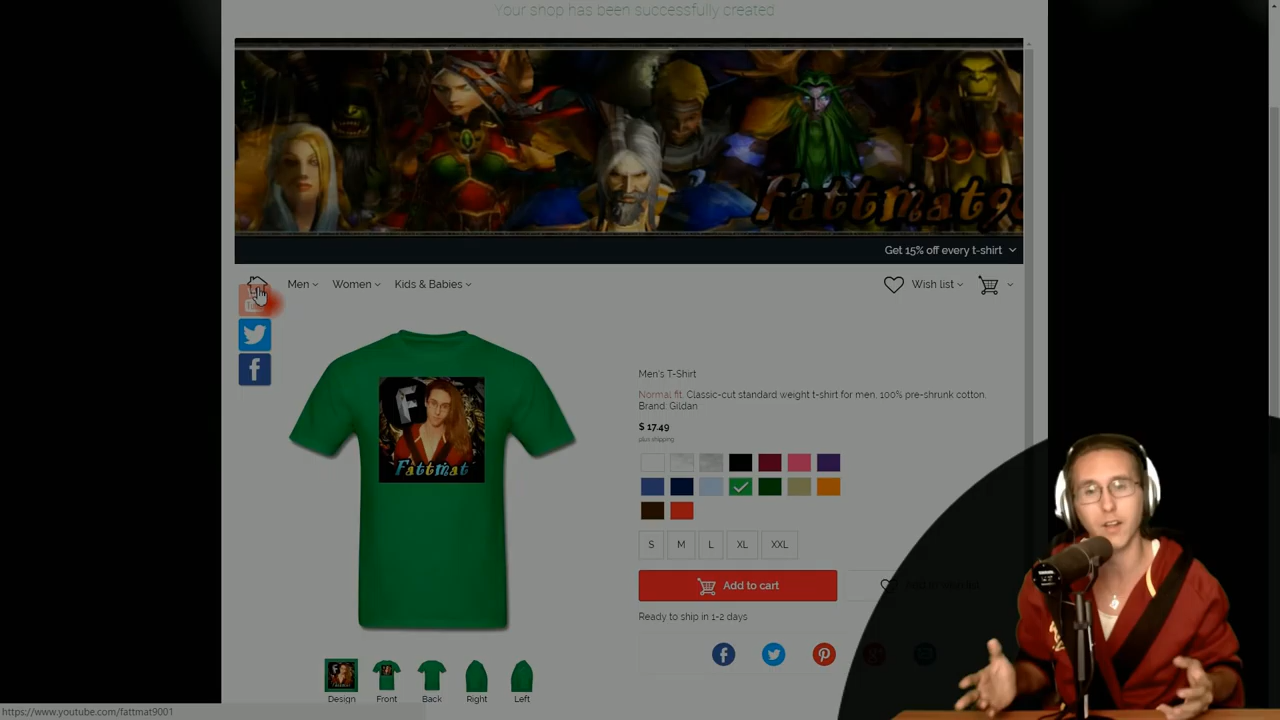 Your shop has been successfully created
Fattmat90
Get 15% off every t-shirt
Men
Women
Kids & Babies
Wish list
F
Fattmat
Men's T-Shirt
Normal fit, Classic-cut standard weight t-shirt for men, 100% pre-shrunk cotton,
Brand: Gildan
$ 17.49
plus shipping
S
M
L
XL
XXL
Add to cart
Ready to ship in 1-2 days
Design
Front
Back
Right
Left
https://www.youtube.com/fattmat9001